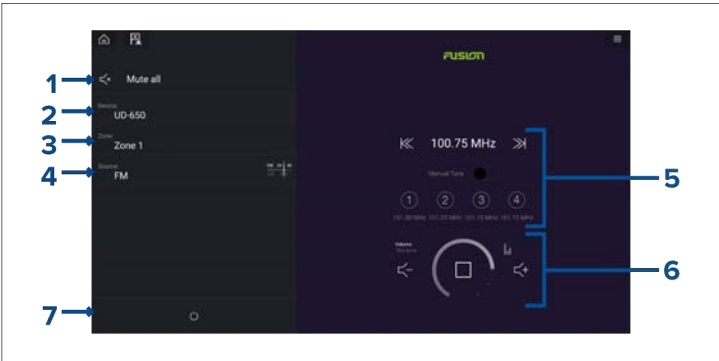 FUSION
1
Mute all
Device:
2
UD-650
Zone:
3
Zone 1
Source:
4
FM
100.75 MHz
Manual Tune
5
1 2 3 4
Volume
6
7